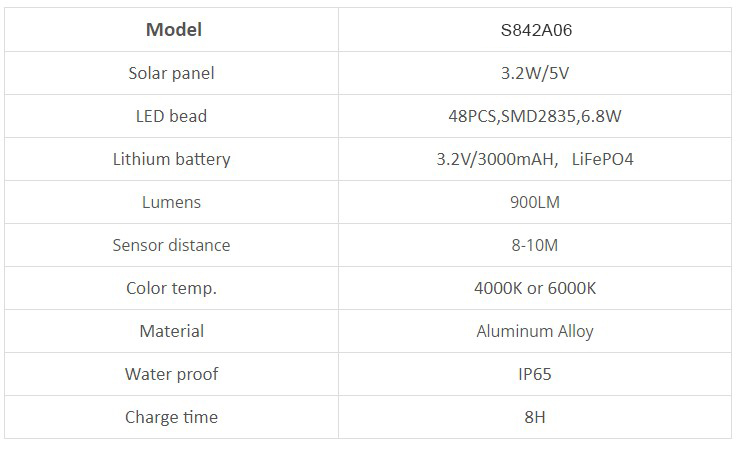 Model S842A06
Solar panel 3.2W/5V
LED bead 48PCS,SMD2835,6.8W
Lithium battery 3.2V/3000mAH, LiFePO4
Lumens 900LM
Sensor distance 8-10M
Color temp. 4000K or 6000K
Material Aluminum Alloy
Water proof IP65
Charge time 8H